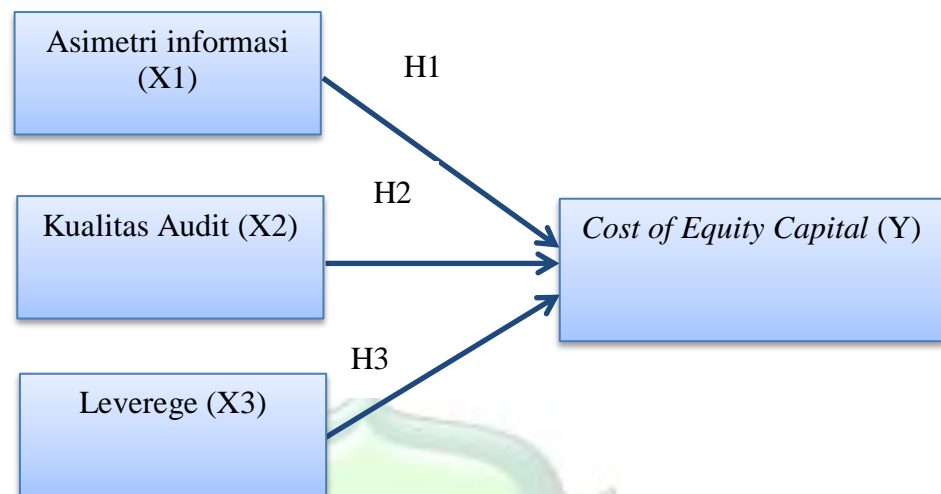 Asimetri informasi
(X1)
H1
H2
Kualitas Audit (X2)
Cost of Equity Capital (Y)
H3
Leverege (X3)